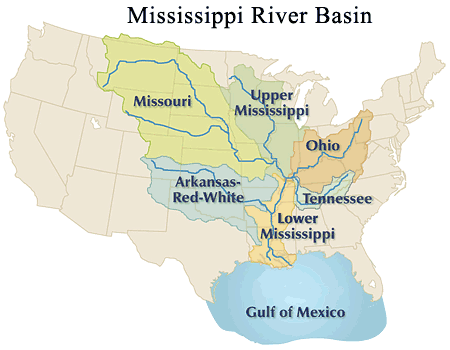 Mississippi River Basin
Missouri
Upper
Mississippi
Ohio
Arkansas-
Red-White
Tennessee
Lower
Mississippi
Gulf of Mexico